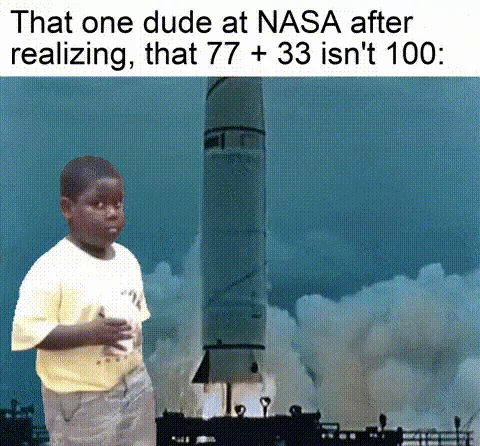 That one dude at NASA after
realizing, that 77 + 33 isn't 100: